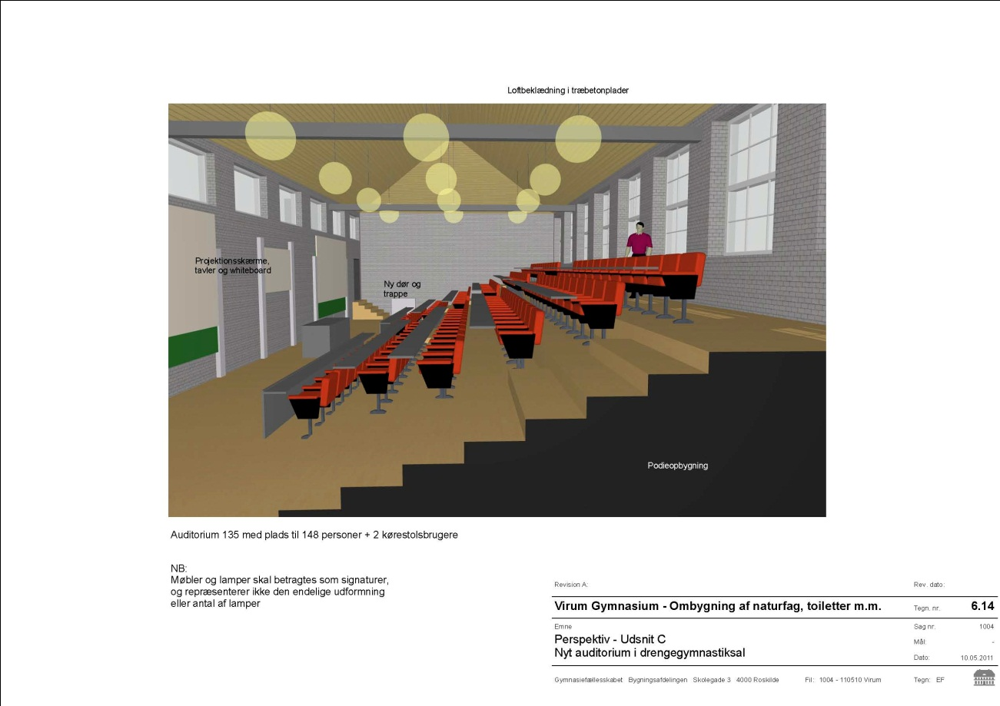 Loftbeklædning i træbetonplader
Projektionsskærme,
tavler og whiteboard
Ny dør og
trappe
Podieopbygning
Auditorium 135 med plads til 148 personer + 2 kørestolsbrugere
NB:
Møbler og lamper skal betragtes som signaturer,
og repræsenterer ikke den endelige udformning
eller antal af lamper
Revision A: Rev. dato:
Virum Gymnasium - Ombygning af naturfag, toiletter m.m. Tegn. nr. 6.14
Emne Sag nr. 1004
Perspektiv - Udsnit C Mål: -
Nyt auditorium i drengegymnastiksal Dato: 10.05.2011
Gymnasiefællesskabet Bygningsafdelingen Skolegade 3 4000 Roskilde Fil: 1004 - 110510 Virum Tegn: EF